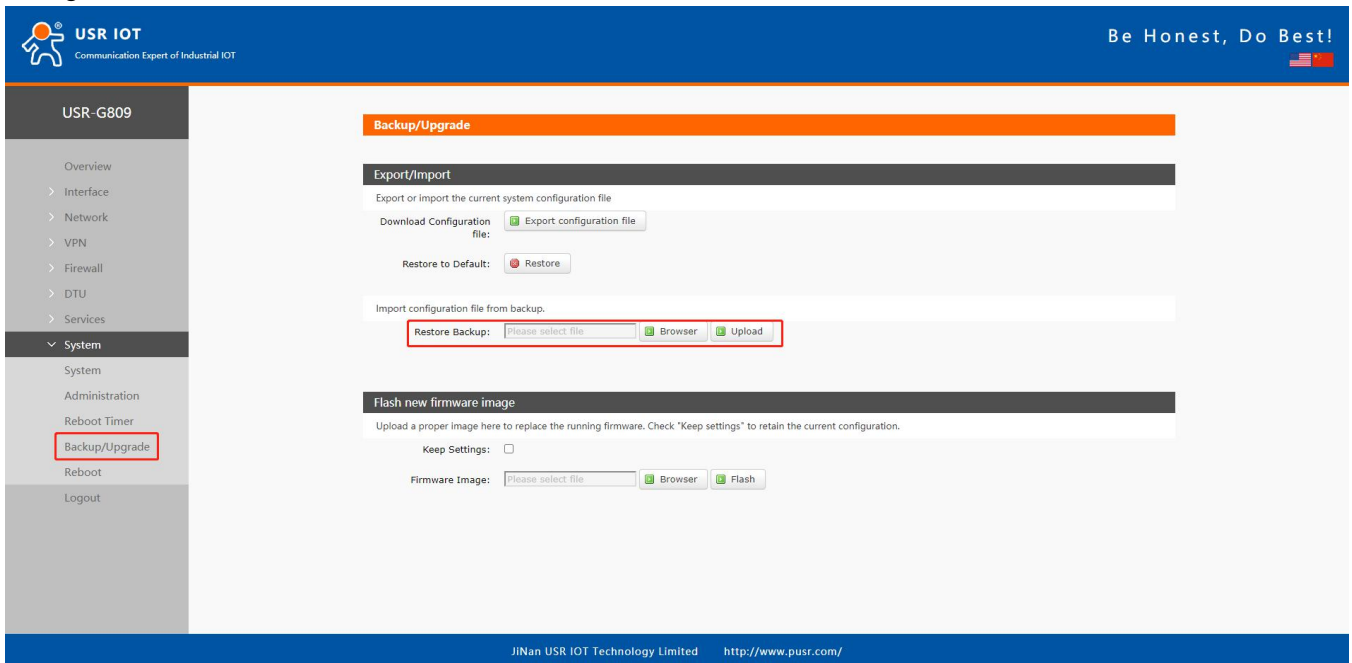 USR IOT
Communication Expert of Industrial IOT
Be Honest, Do Best!
USR-G809
Overview
Interface
Network
VPN
Firewall
DTU
Services
System
System
Administration
Reboot Timer
Backup/Upgrade
Reboot
Logout
Backup/Upgrade
Export/Import
Export or import the current system configuration file
Download Configuration file: Export configuration file
Restore to Default: Restore
Import configuration file from backup.
Restore Backup: Please select file Browser Upload
Flash new firmware image
Upload a proper image here to replace the running firmware. Check "Keep settings" to retain the current configuration.
Keep Settings:
Firmware Image: Please select file Browser Flash
JiNan USR IOT Technology Limited http://www.pusr.com/